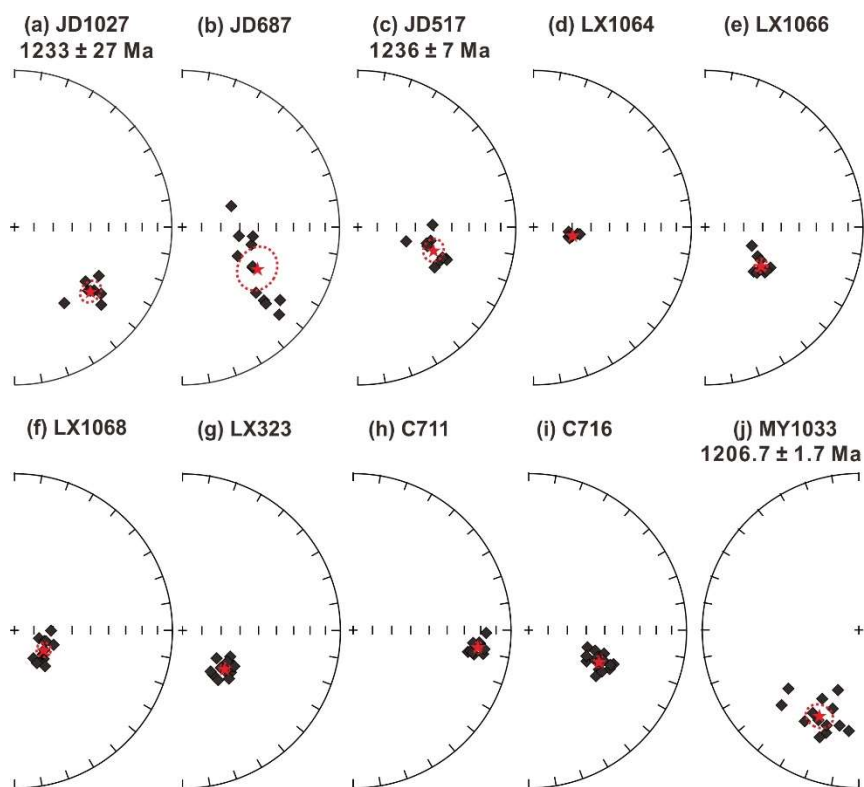 (a) JD1027
1233 ± 27 Ma
(b) JD687
(c) JD517
1236 ± 7 Ma
(d) LX1064
(e) LX1066
(f) LX1068
(g) LX323
(h) C711
(i) C716
(j) MY1033
1206.7 ± 1.7 Ma